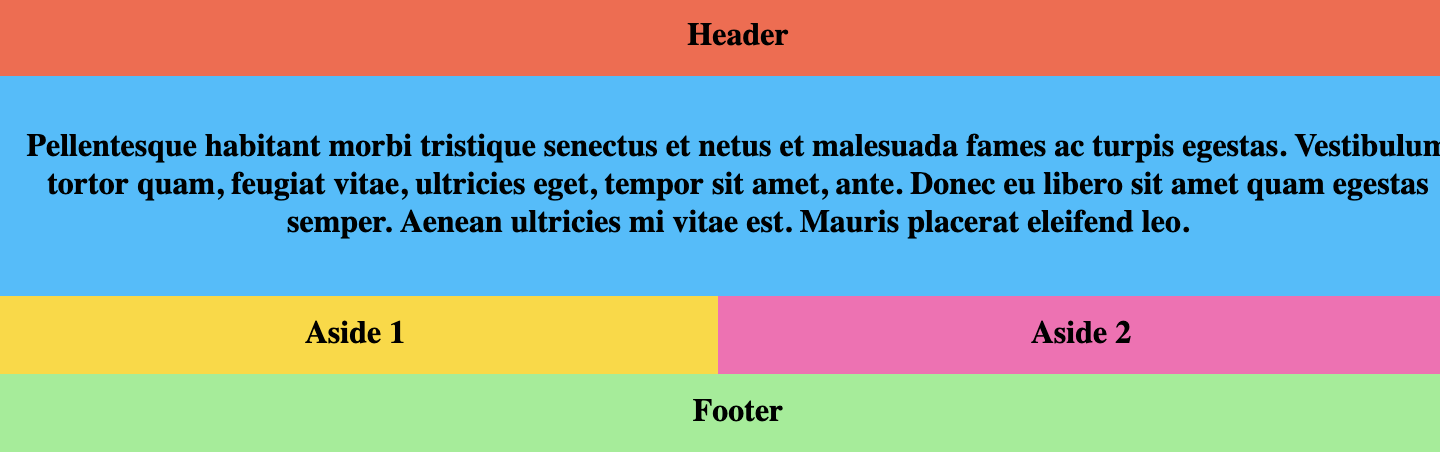 Header
Pellentesque habitant morbi tristique senectus et netus et malesuada fames ac turpis egestas. Vestibulum
tortor quam, feugiat vitae, ultricies eget, tempor sit amet, ante. Donec eu libero sit amet quam egestas
semper. Aenean ultricies mi vitae est. Mauris placerat eleifend leo.
Aside 1
Aside 2
Footer